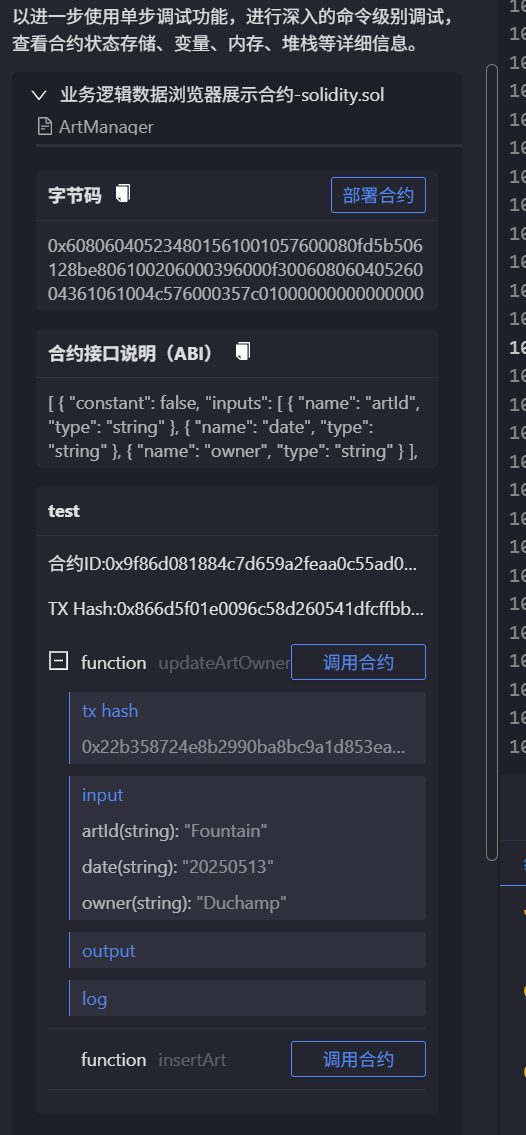 以进一步使用单步调试功能，进行深入的命令级别调试，
查看合约状态存储、变量、内存、堆栈等详细信息。
业务逻辑数据浏览器展示合约-solidity.sol
ArtManager
字节码
部署合约
0x6080604052348015610010576000080fd5b506
128be806100206000396000f300608060405260
04361061004c576000357c01000000000000000
合约接口说明（ABI）
[ { "constant": false, "inputs": [ { "name": "artId",
"type": "string" }, { "name": "date", "type":
"string" }, { "name": "owner", "type": "string" } ],
test
合约ID:0x9f86d081884c7d659a2feaa0c55ad0...
TX Hash:0x866d5f01e0096c58d260541dfcffbb...
function updateArtOwner
调用合约
tx hash
0x22b358724e8b2990ba8bc9a1d853ea...
input
artId(string): "Fountain"
date(string): "20250513"
owner(string): "Duchamp"
output
log
function insertArt
调用合约